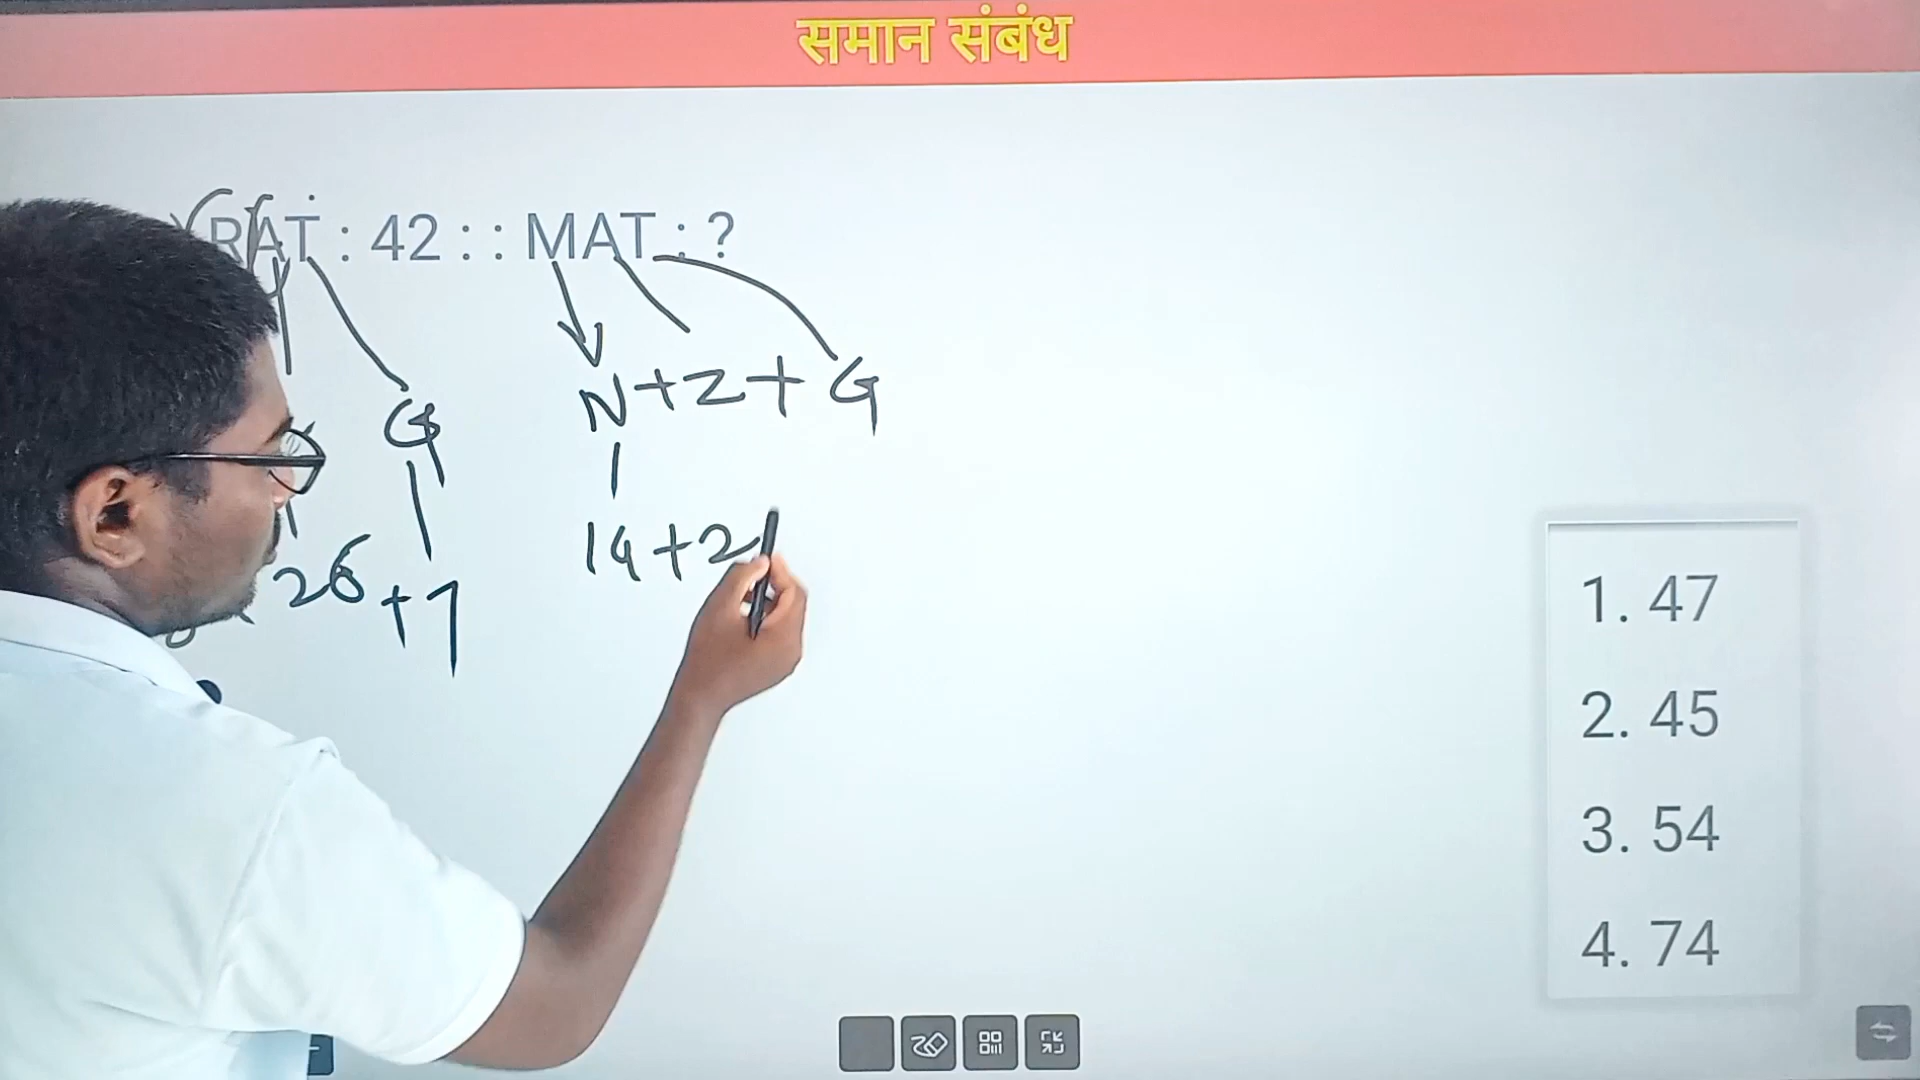 समान संबंध
RAT : 42 : : MAT : ?
G N + Z + G
26 + 7 14 + 2
1. 47
2. 45
3. 54
4. 74